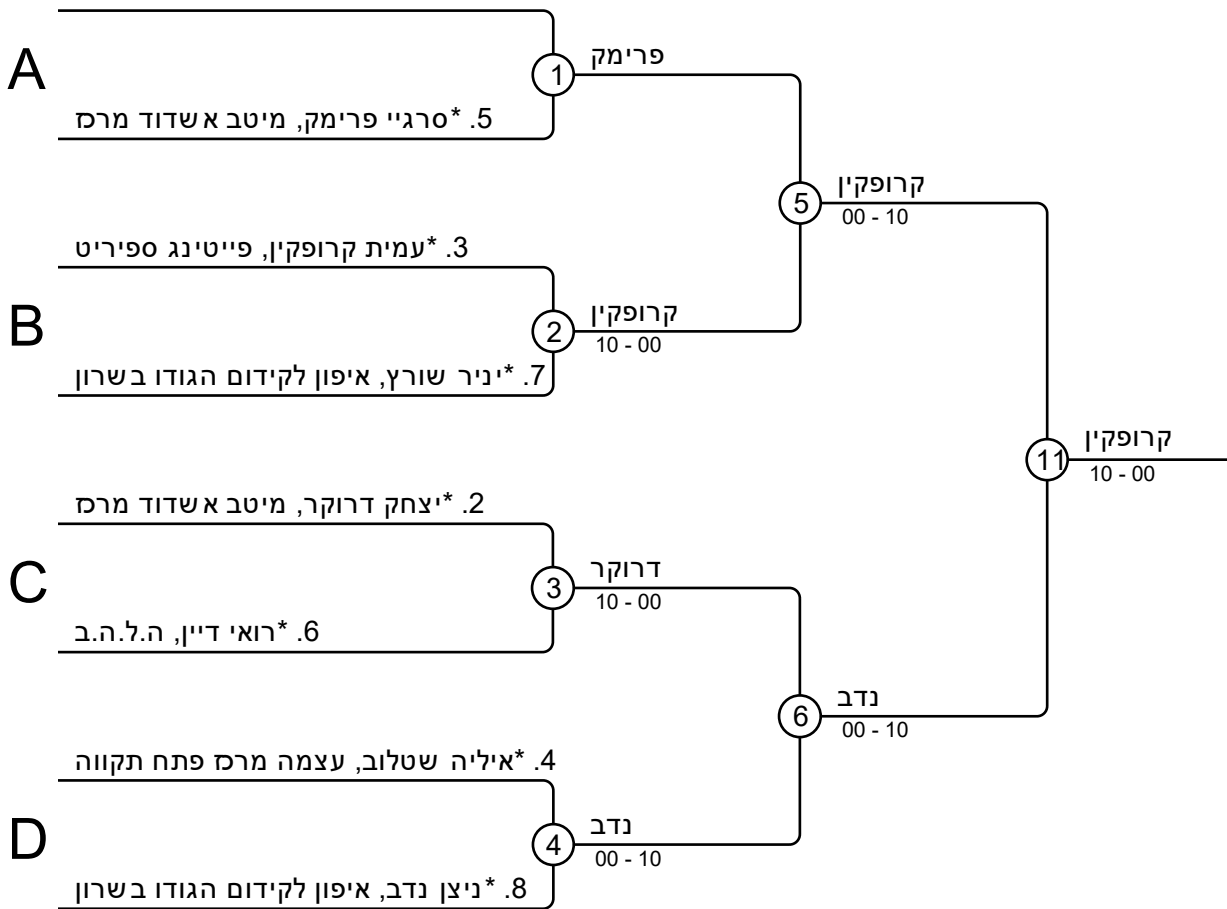 A
1
פרימק
5. *סרגיי פרימק, מיטב אשדוד מרכז
5
קרופקין
00 - 10
3. *עמית קרופקין, פייטינג ספיריט
B
2
קרופקין
10 - 00
7. *יניר שורץ, איפון לקידום הגודו בשרון
11
קרופקין
10 - 00
2. *יצחק דרוקר, מיטב אשדוד מרכז
C
3
דרוקר
10 - 00
6. *רואי דיין, ה.ל.ה.ב
6
נדב
00 - 10
4. *איליה שטלוב, עצמה מרכז פתח תקווה
D
4
נדב
00 - 10
8. *ניצן נדב, איפון לקידום הגודו בשרון